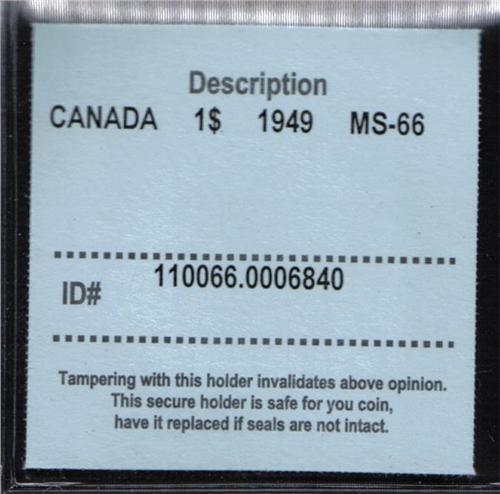 Description
CANADA 1$ 1949 MS-66
ID# 110066.0006840
Tampering with this holder invalidates above opinion.
This secure holder is safe for you coin,
have it replaced if seals are not intact.